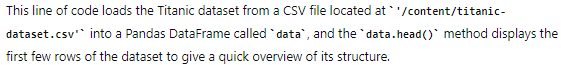 This line of code loads the Titanic dataset from a CSV file located at `'/content/titanic-
dataset.csv'` into a Pandas DataFrame called `data`, and the `data.head()` method displays the
first few rows of the dataset to give a quick overview of its structure.